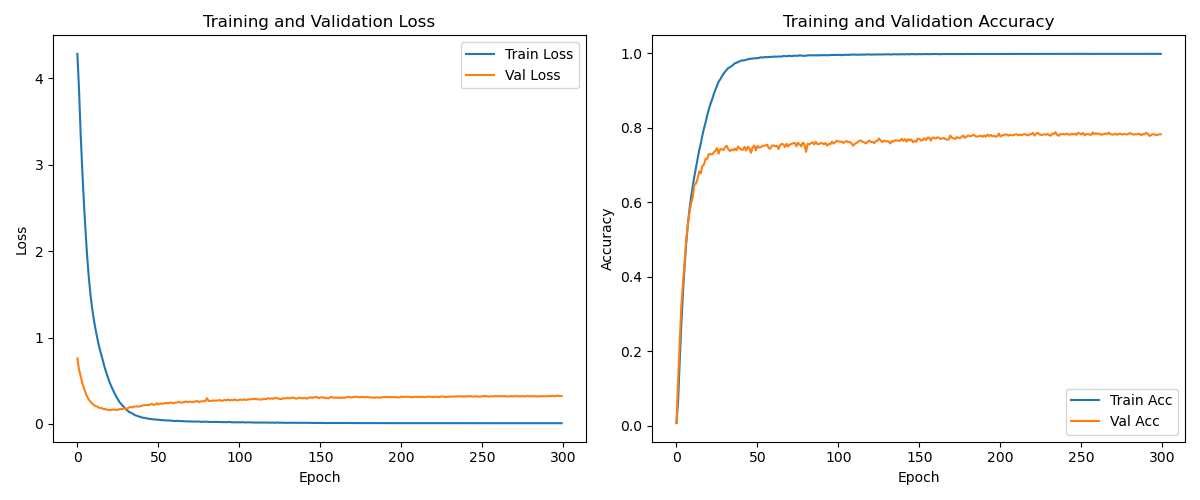 Training and Validation Loss
Train Loss
Val Loss
4
3
2
1
0
Loss
0 50 100 150 200 250 300
Epoch
Training and Validation Accuracy
1.0
0.8
0.6
0.4
0.2
0.0
Accuracy
Train Acc
Val Acc
0 50 100 150 200 250 300
Epoch